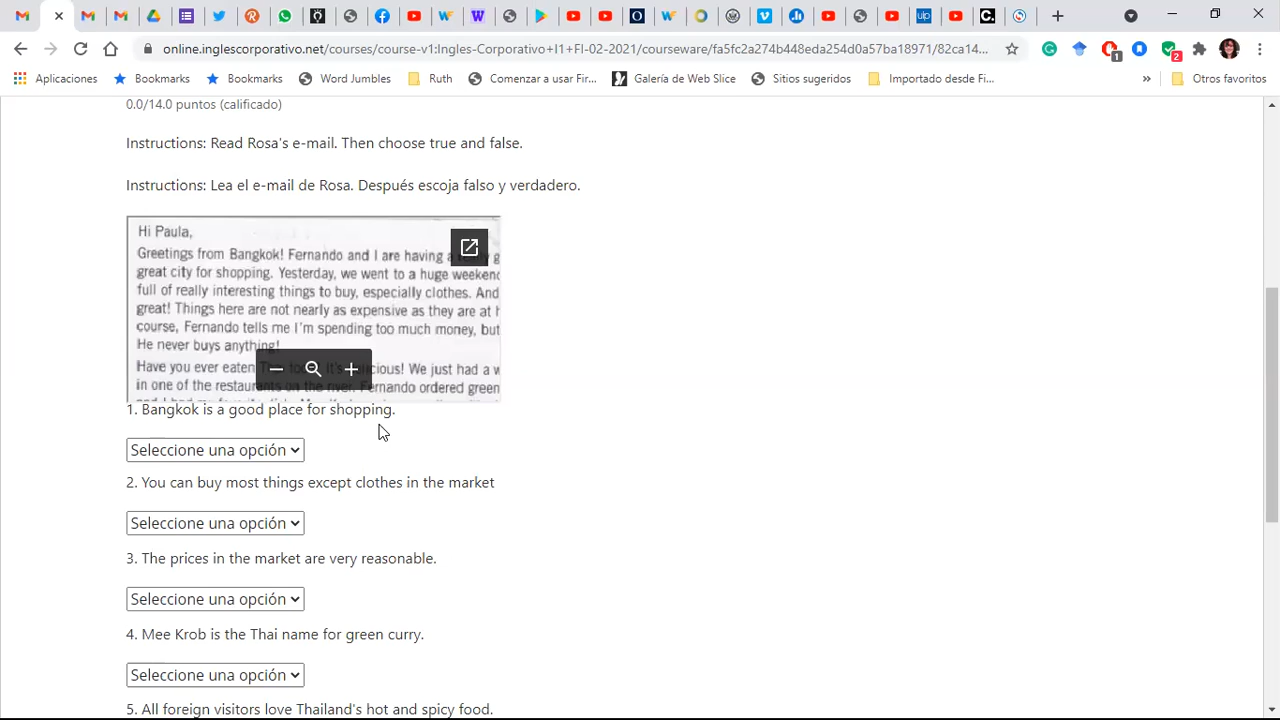 online.inglescorporativo.net/courses/course-v1:Ingles-Corporativo+I1+FI-02-2021/courseware/fa5fc2a274b448eda254d0a57ba18971/82ca14...
1
2
Aplicaciones
Bookmarks
Bookmarks
Word Jumbles
Ruth
Comenzar a usar Fir...
Galería de Web Slice
Sitios sugeridos
Importado desde Fi...
»
Otros favoritos
0.0/14.0 puntos (calificado)
Instructions: Read Rosa's e-mail. Then choose true and false.
Instructions: Lea el e-mail de Rosa. Después escoja falso y verdadero.
Hi Paula,
Greetings from Bangkok! Fernando and I are having a g
great city for shopping. Yesterday, we went to a huge weekend
full of really interesting things to buy, especially clothes. And
great! Things here are not nearly as expensive as they are at h
course, Fernando tells me I'm spending too much money, but
He never buys anything!
Have you ever eaten It's delicious! We just had a w
in one of the restaurants on the river. Fernando ordered green
1. Bangkok is a good place for shopping.
Seleccione una opción
2. You can buy most things except clothes in the market
Seleccione una opción
3. The prices in the market are very reasonable.
Seleccione una opción
4. Mee Krob is the Thai name for green curry.
Seleccione una opción
5. All foreign visitors love Thailand's hot and spicy food.